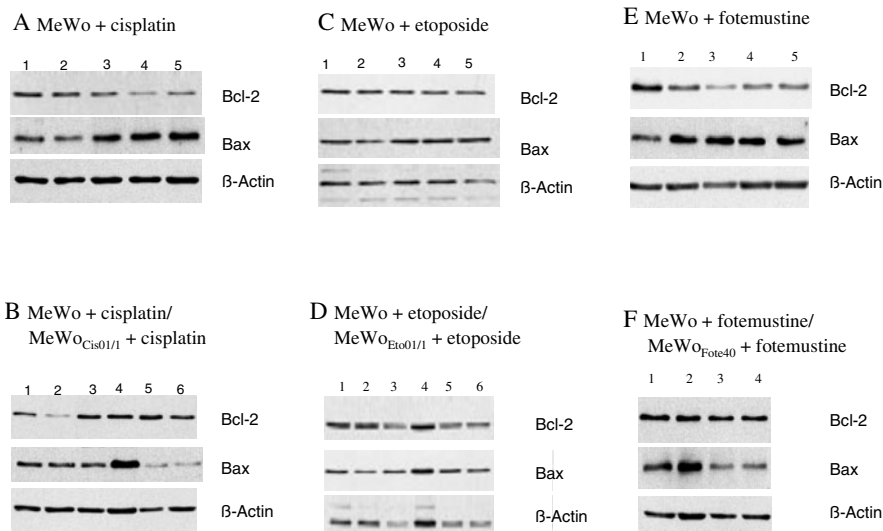 A MeWo + cisplatin
1 2 3 4 5
Bcl-2
Bax
ß-Actin
C MeWo + etoposide
1 2 3 4 5
Bcl-2
Bax
ß-Actin
E MeWo + fotemustine
1 2 3 4 5
Bcl-2
Bax
ß-Actin
B MeWo + cisplatin/
MeWoCis01/1 + cisplatin
1 2 3 4 5 6
Bcl-2
Bax
ß-Actin
D MeWo + etoposide/
MeWoEto01/1 + etoposide
1 2 3 4 5 6
Bcl-2
Bax
ß-Actin
F MeWo + fotemustine/
MeWoFote40 + fotemustine
1 2 3 4
Bcl-2
Bax
ß-Actin